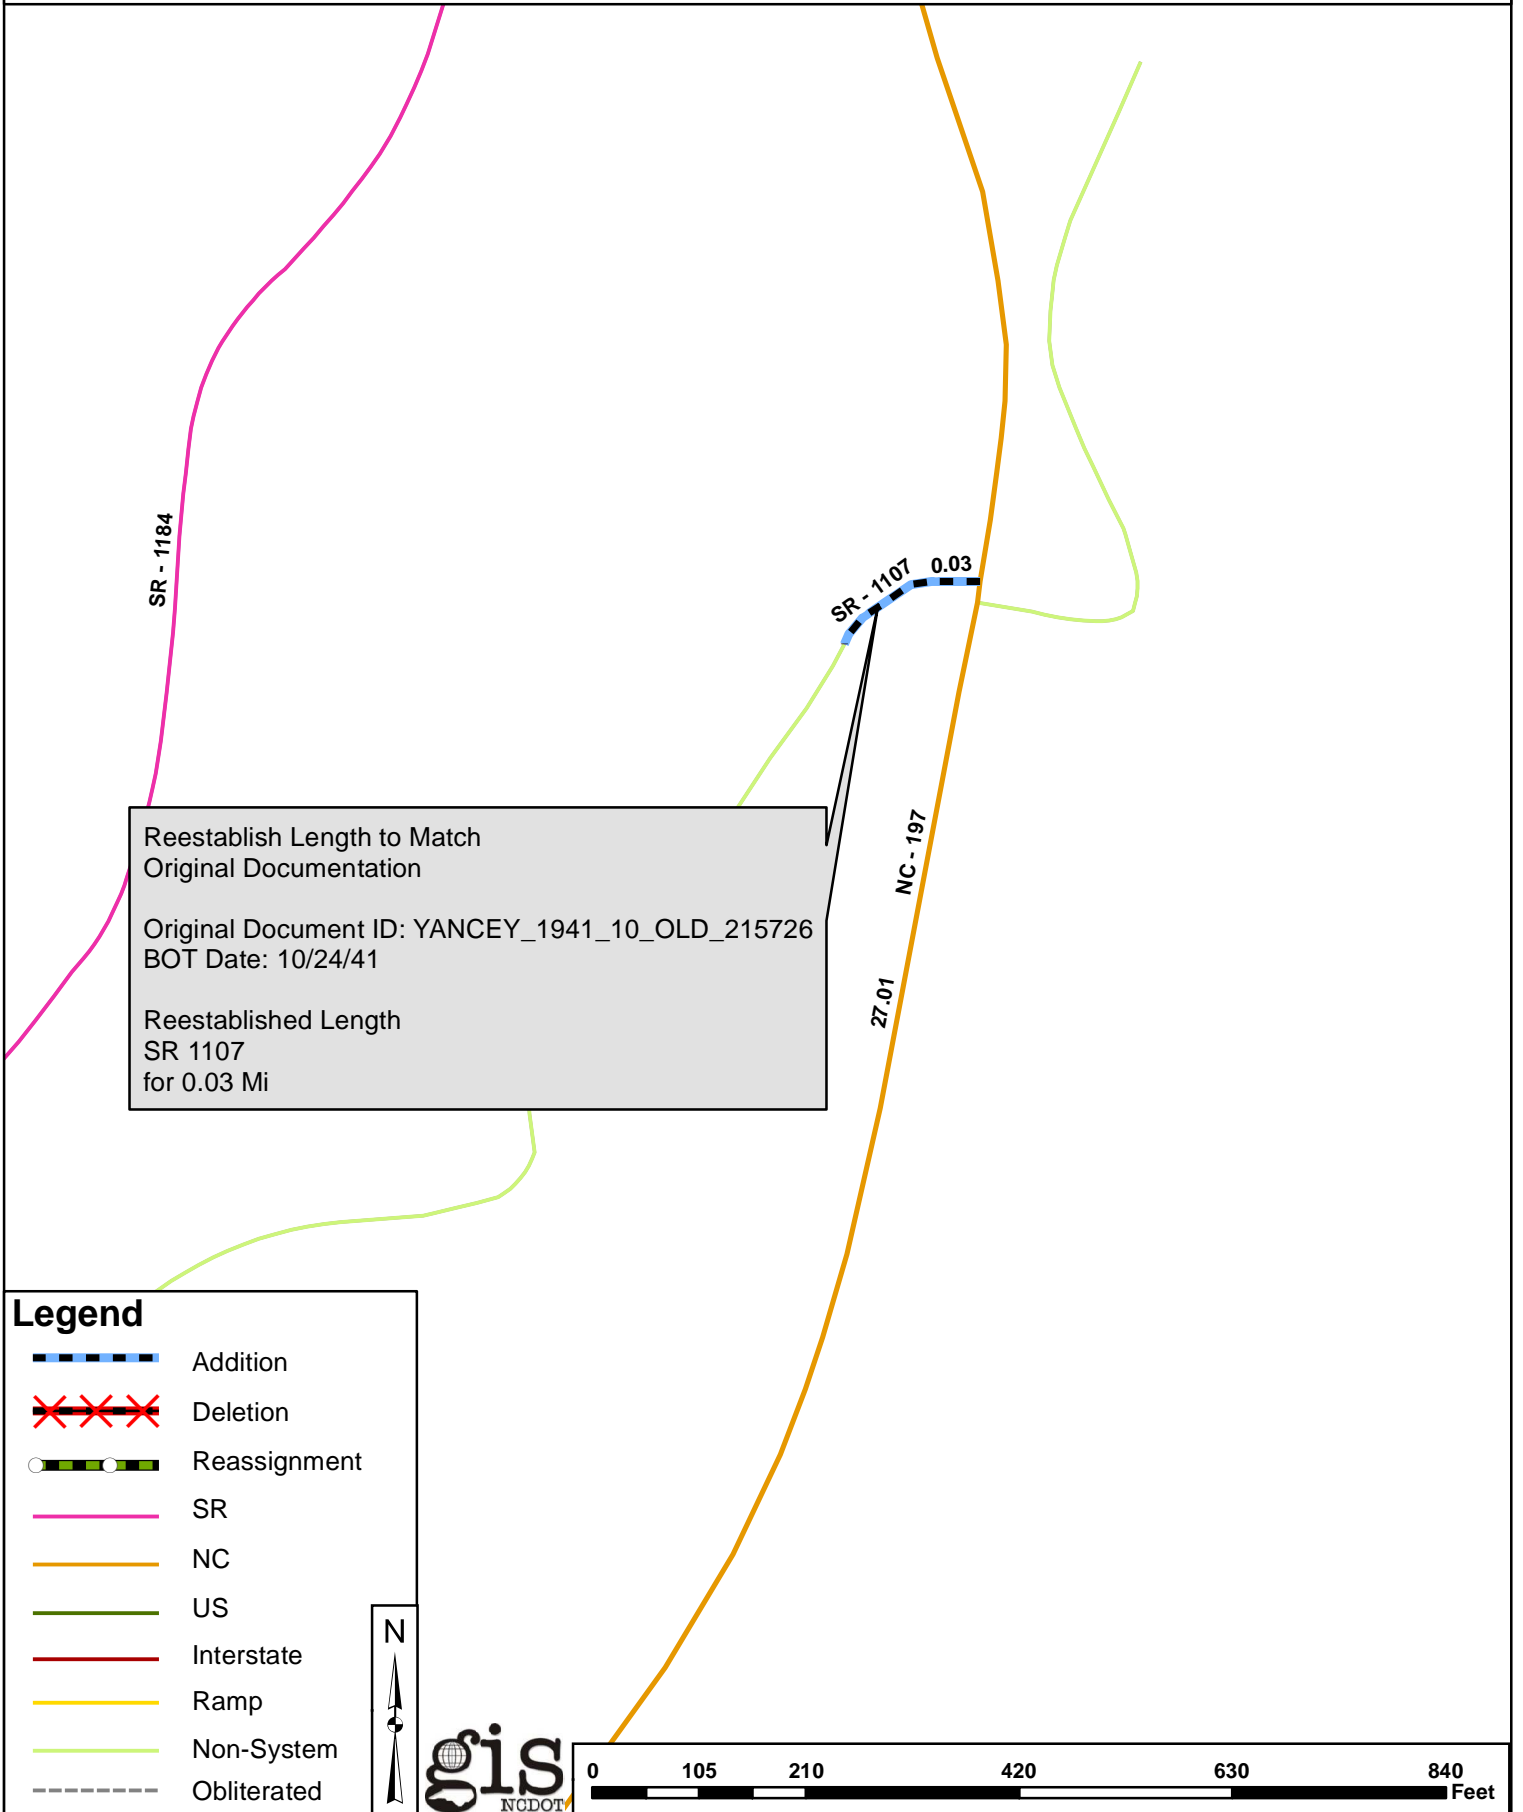 SR - 1184
SR - 1107
0.03
NC - 197
27.01
Reestablish Length to Match
Original Documentation
Original Document ID: YANCEY_1941_10_OLD_215726
BOT Date: 10/24/41
Reestablished Length
SR 1107
for 0.03 Mi
Legend
Addition
Deletion
Reassignment
SR
NC
US
Interstate
Ramp
Non-System
Obliterated
N
gis
NCDOT
0 105 210 420 630 840
Feet